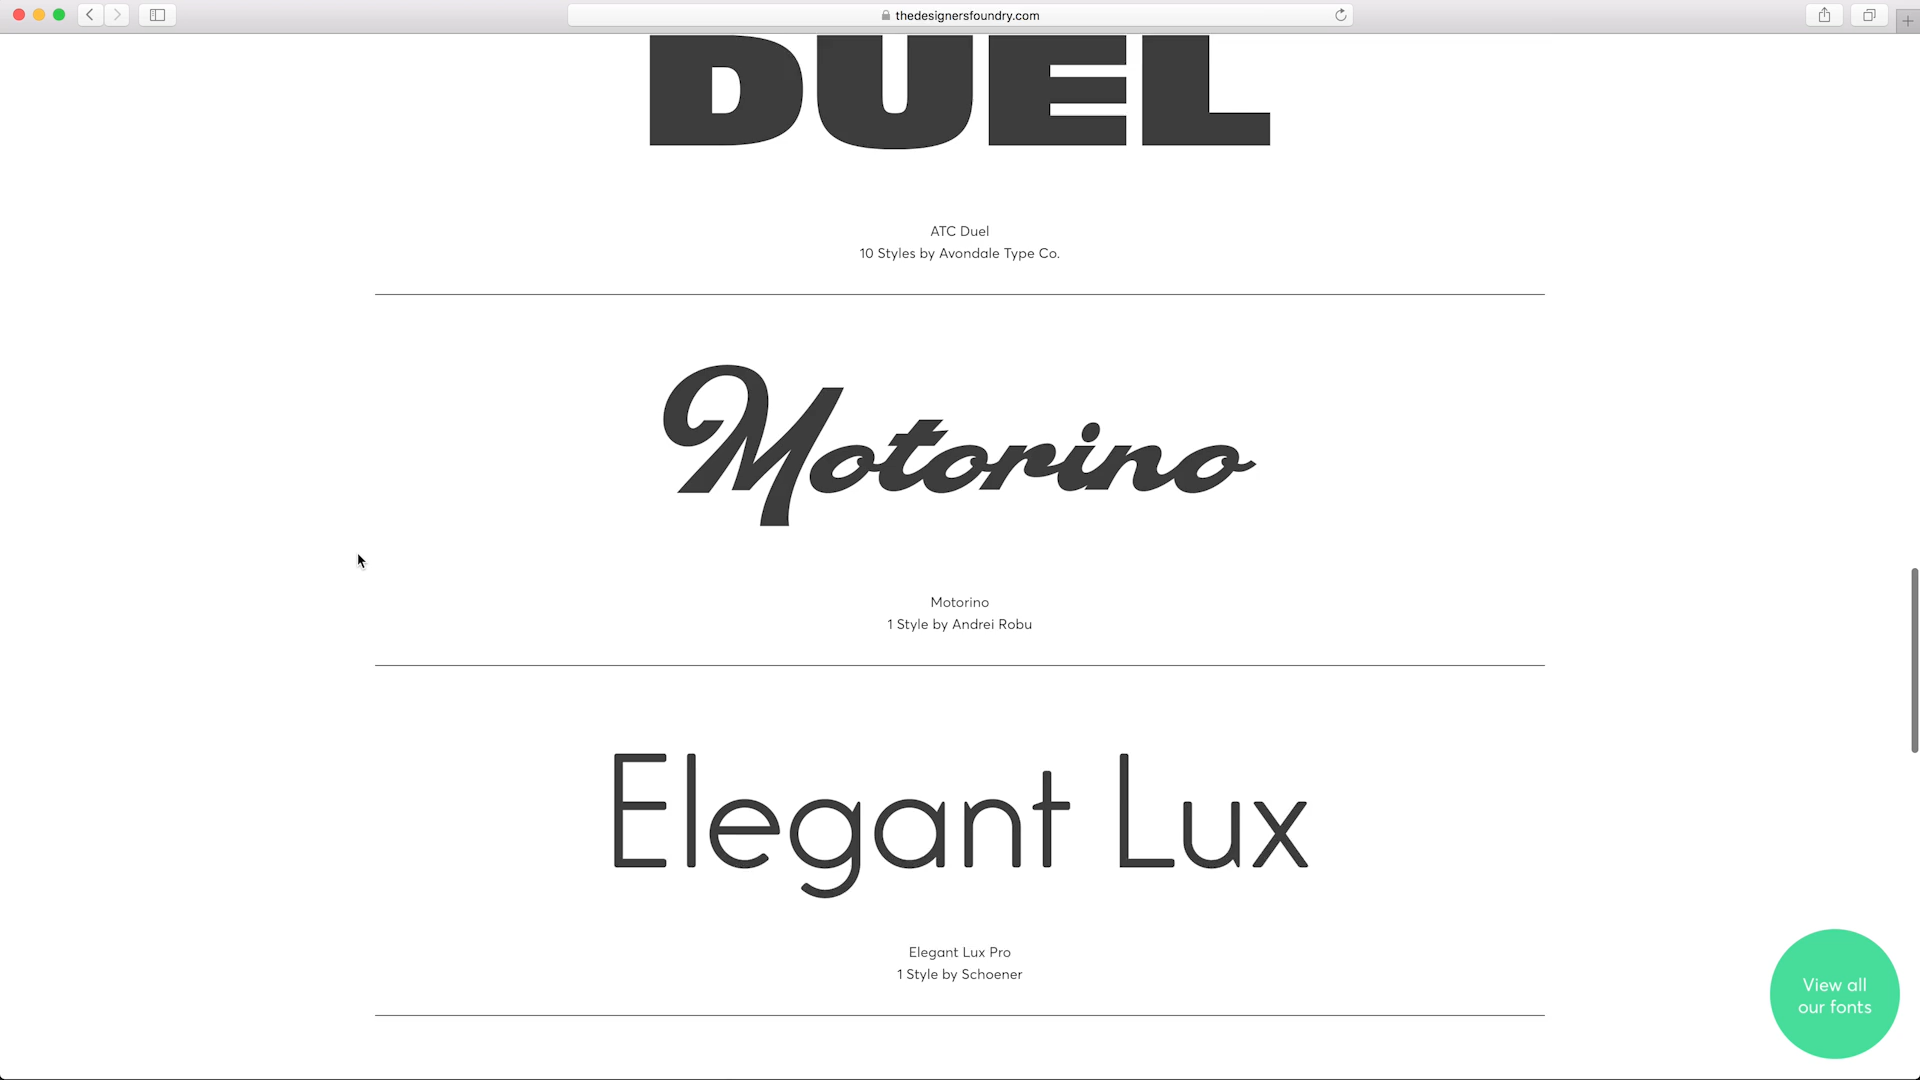 thedesignersfoundry.com
DUEL
ATC Duel
10 Styles by Avondale Type Co.
Motorino
Motorino
1 Style by Andrei Robu
Elegant Lux
Elegant Lux Pro
1 Style by Schoener
View all
our fonts